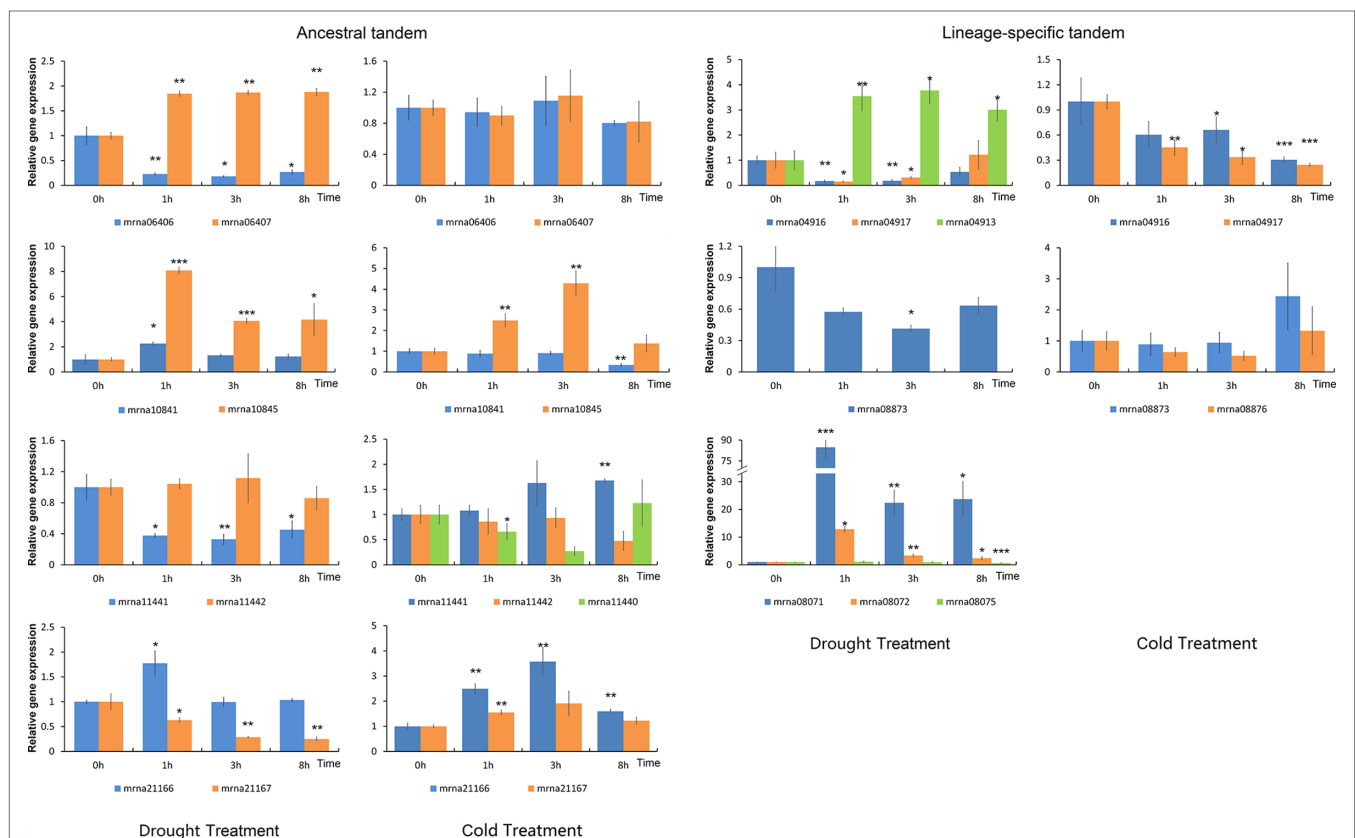 Ancestral tandem
Lineage-specific tandem
Relative gene expression
2.5
2
1.5
1
0.5
0
** ** **
** * *
0h 1h 3h 8h Time
mrna06406 mrna06407
1.6
1.2
0.8
0.4
0
0h 1h 3h 8h Time
mrna06406 mrna06407
Relative gene expression
5
4
3
2
1
0
** * *
** * ** *
0h 1h 3h 8h Time
mrna04916 mrna04917 mrna04913
1.5
1.2
0.9
0.6
0.3
0
** * * *** ***
0h 1h 3h 8h Time
mrna04916 mrna04917
Relative gene expression
10
8
6
4
2
0
* *** *** *
0h 1h 3h 8h Time
mrna10841 mrna10845
6
5
4
3
2
1
0
** ** **
0h 1h 3h 8h Time
mrna10841 mrna10845
Relative gene expression
1.2
0.9
0.6
0.3
0
*
0h 1h 3h 8h Time
mrna08873
4
3
2
1
0
0h 1h 3h 8h Time
mrna08873 mrna08876
Relative gene expression
1.6
1.2
0.8
0.4
0
* ** *
0h 1h 3h 8h Time
mrna11441 mrna11442
2.5
2
1.5
1
0.5
0
* **
0h 1h 3h 8h Time
mrna11441 mrna11442 mrna11440
Relative gene expression
90
75
30
20
10
0
*** * ** ** * * ***
0h 1h 3h 8h Time
mrna08071 mrna08072 mrna08075
Drought Treatment
Cold Treatment
Relative gene expression
2.5
2
1.5
1
0.5
0
* * ** **
0h 1h 3h 8h Time
mrna21166 mrna21167
5
4
3
2
1
0
** ** ** **
0h 1h 3h 8h Time
mrna21166 mrna21167
Drought Treatment
Cold Treatment